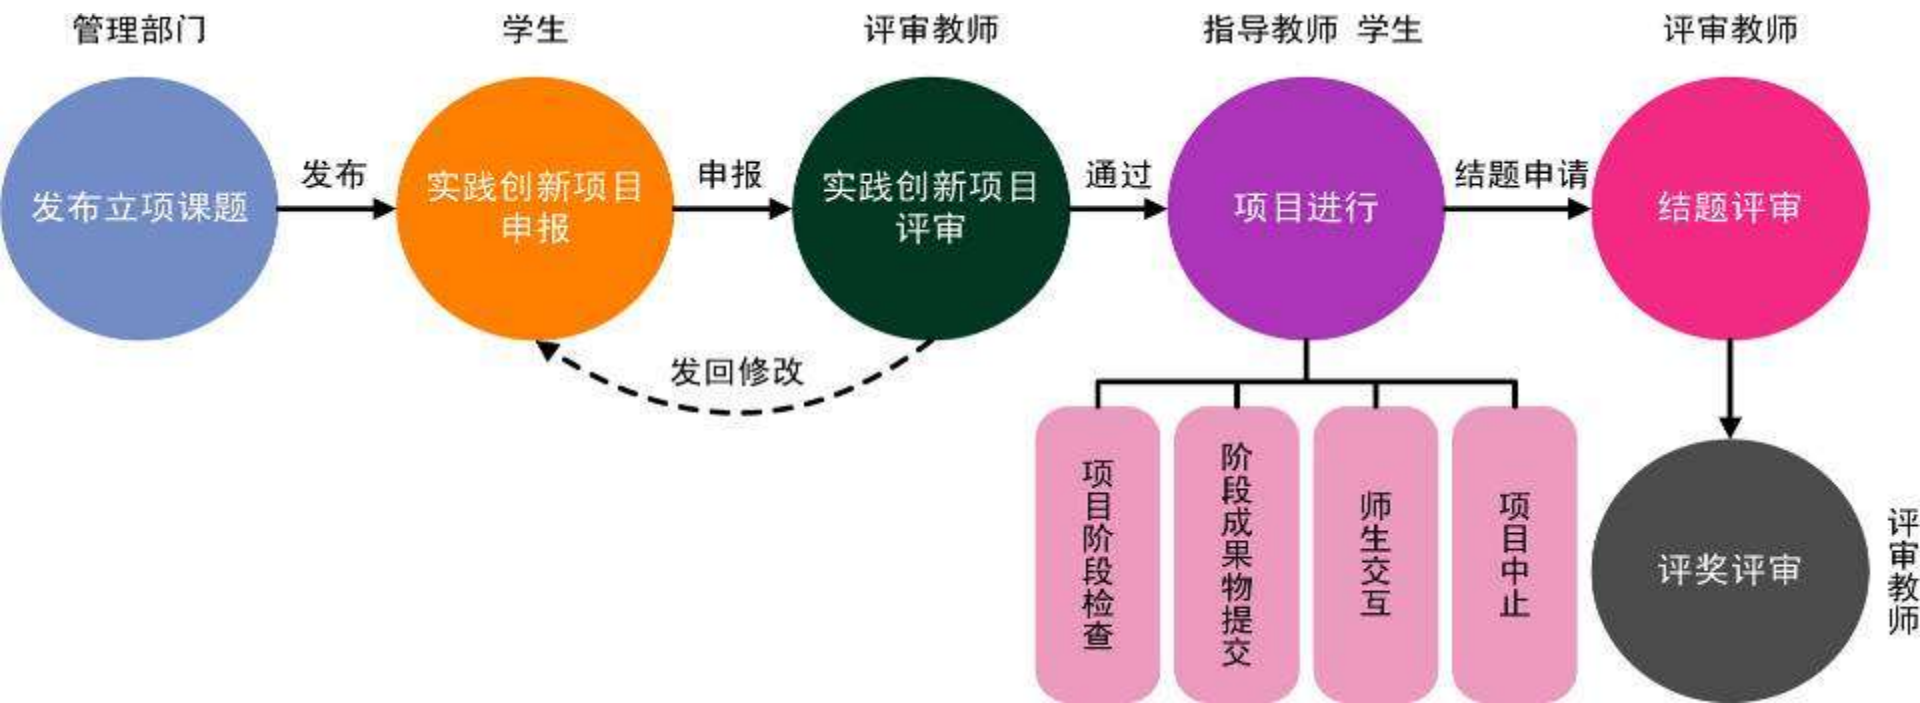 管理部门
学生
评审教师
指导教师 学生
评审教师
发布立项课题
发布
实践创新项目
申报
申报
实践创新项目
评审
通过
项目进行
结题申请
结题评审
发回修改
项目阶段检查
阶段成果物提交
师生交互
项目中止
评奖评审
评审教师